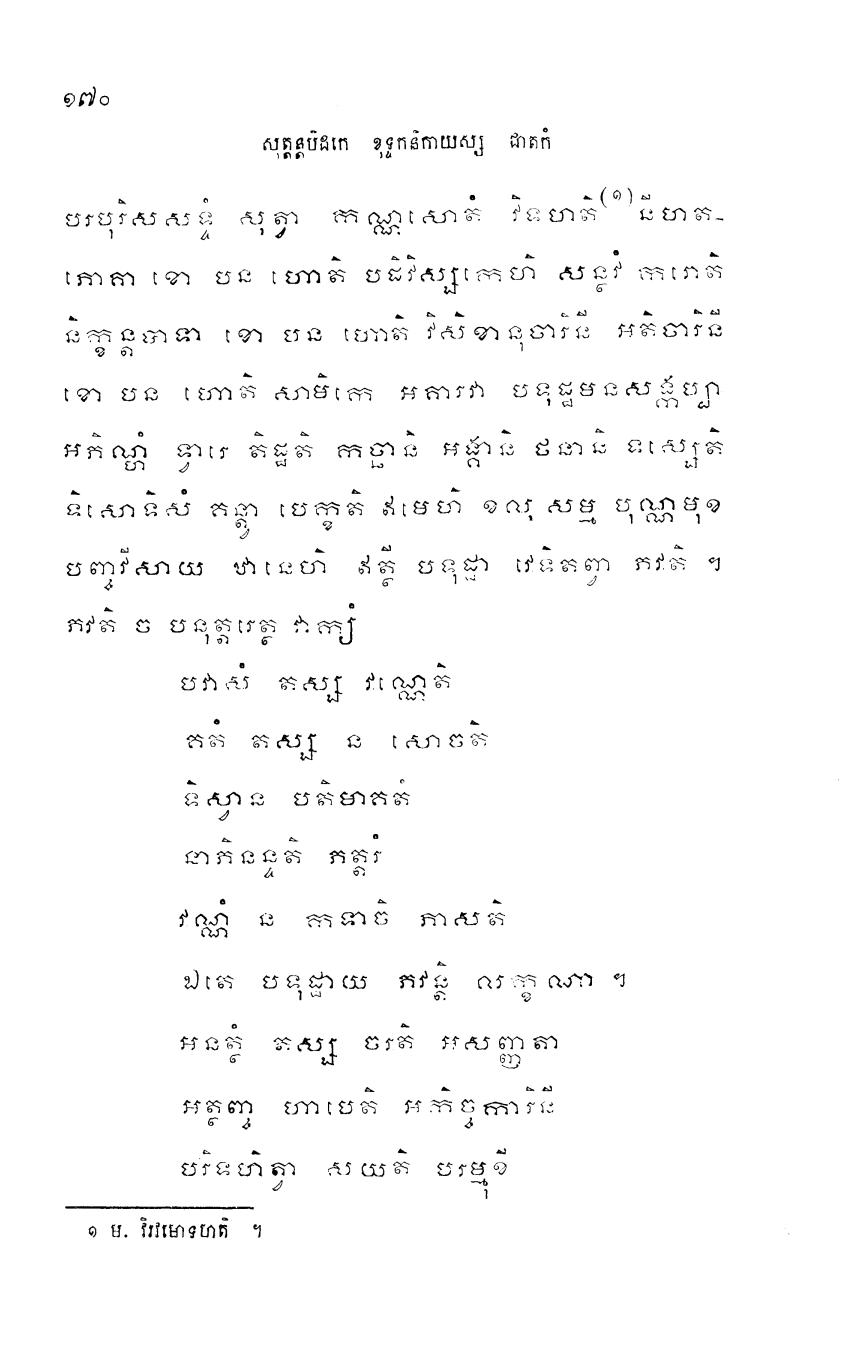 ១៧០
សុត្តន្តបិដកេ ខុទ្ទកនិកាយស្ស ជាតកំ
បរបុរិសសទ្ទំ សុត្វា កណ្ណសោតំ វិទហតិ(១) និហត-
ភោគា ខោ បន ហោតិ បដិវិស្សកេហិ សន្ថវំ ករោតិ
និក្ខន្តបាទា ខោ បន ហោតិ វិសិខានុចារិនី អតិចារិនី
ខោ បន ហោតិ សាមិកេ អគារវា បទុដ្ឋមនសង្កប្បា
អភិណ្ហំ ទ្វារេ តិដ្ឋតិ កច្ឆានិ អង្គានិ ថនានិ ទស្សេតិ
ទិសោទិសំ គន្ត្វា បេក្ខតិ ឥមេហិ ខលុ សម្ម បុណ្ណមុខ
បញ្ចវីសាយ ឋានេហិ ឥត្ថី បទុដ្ឋា វេទិតព្វា ភវតិ ។
ភវតិ ច បនុត្តរេត្ថ វាក្យំ
បវាសំ តស្ស វណ្ណេតិ
គតំ តស្ស ន សោចតិ
ទិស្វាន បតិមាគតំ
នាភិនន្ទតិ ភត្តរំ
វណ្ណំ ន កទាចិ ភាសតិ
ឯតេ បទុដ្ឋាយ ភវន្តិ លក្ខណា ។
អនត្ថំ តស្ស ចរតិ អសញ្ញតា
អត្ថញ្ច ហាបេតិ អកិច្ចការិនី
បរិទហិត្វា សយតិ បរម្មុខី
១ ម. វិវរមោទហតិ ។